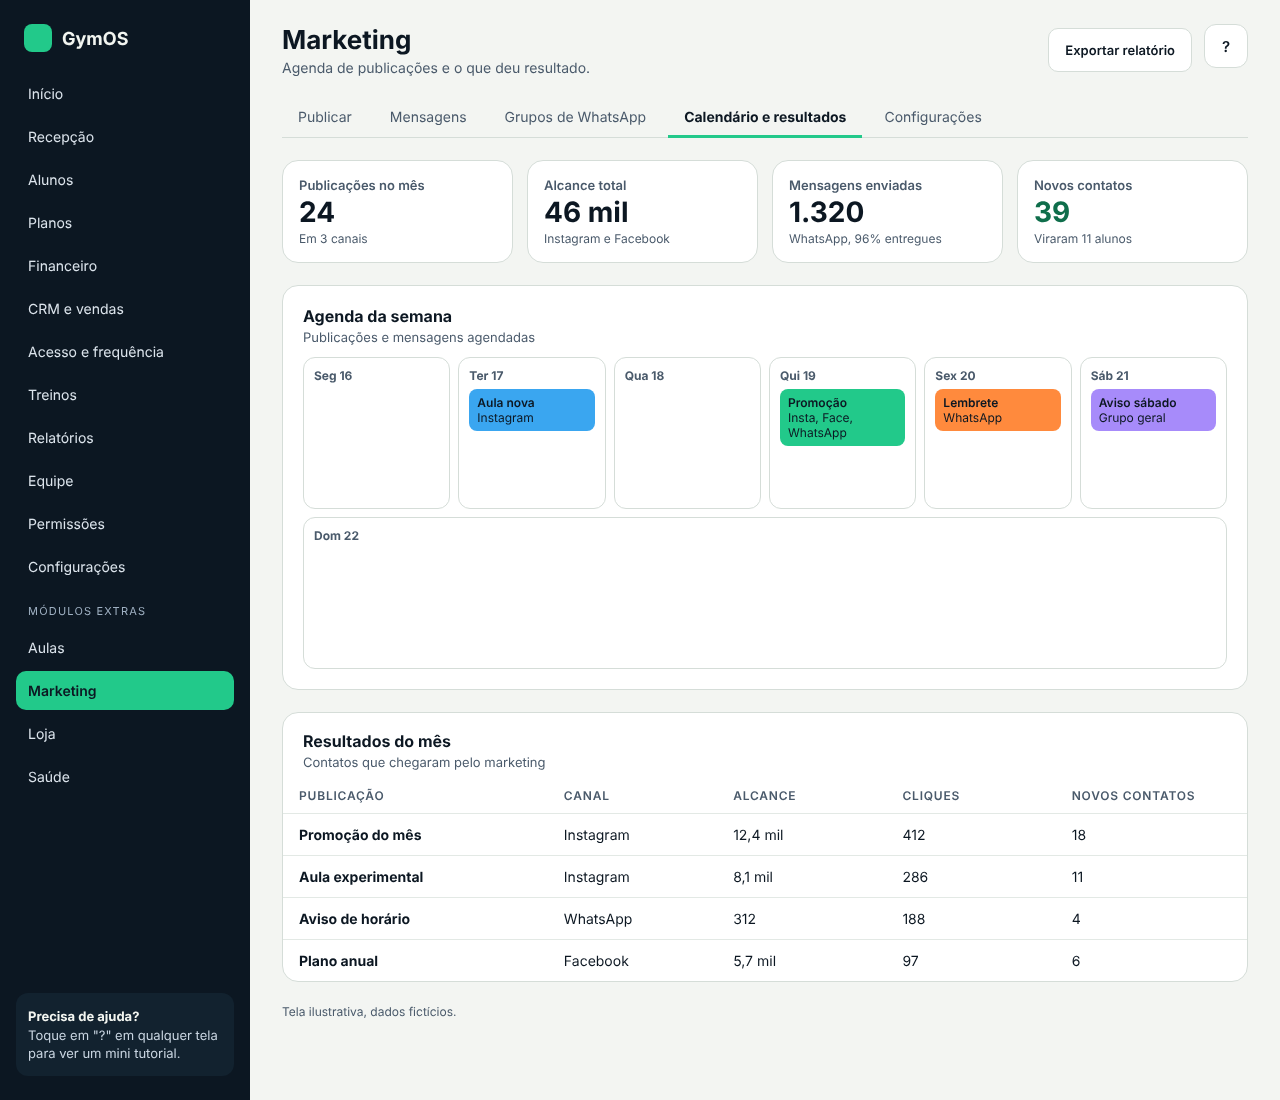 GymOS
Início
Recepção
Alunos
Planos
Financeiro
CRM e vendas
Acesso e frequência
Treinos
Relatórios
Equipe
Permissões
Configurações
MÓDULOS EXTRAS
Aulas
Marketing
Loja
Saúde
Precisa de ajuda?
Toque em "?" em qualquer tela
para ver um mini tutorial.
Marketing
Agenda de publicações e o que deu resultado.
Exportar relatório
?
Publicar
Mensagens
Grupos de WhatsApp
Calendário e resultados
Configurações
Publicações no mês
24
Em 3 canais
Alcance total
46 mil
Instagram e Facebook
Mensagens enviadas
1.320
WhatsApp, 96% entregues
Novos contatos
39
Viraram 11 alunos
Agenda da semana
Publicações e mensagens agendadas
Seg 16
Ter 17
Aula nova
Instagram
Qua 18
Qui 19
Promoção
Insta, Face,
WhatsApp
Sex 20
Lembrete
WhatsApp
Sáb 21
Aviso sábado
Grupo geral
Dom 22
Resultados do mês
Contatos que chegaram pelo marketing
PUBLICAÇÃO CANAL ALCANCE CLIQUES NOVOS CONTATOS
Promoção do mês Instagram 12,4 mil 412 18
Aula experimental Instagram 8,1 mil 286 11
Aviso de horário WhatsApp 312 188 4
Plano anual Facebook 5,7 mil 97 6
Tela ilustrativa, dados fictícios.